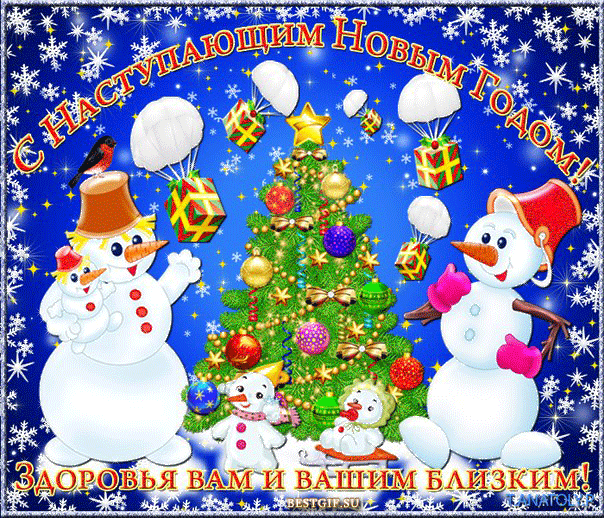 С Наступающим Новым Годом!
Здоровья вам и вашим близким!
BESTGIF.SU